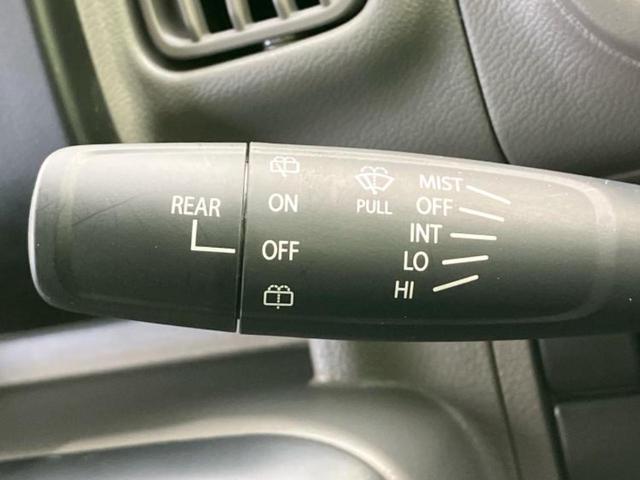 REAR
ON
OFF
PULL
MIST
OFF
INT
LO
HI